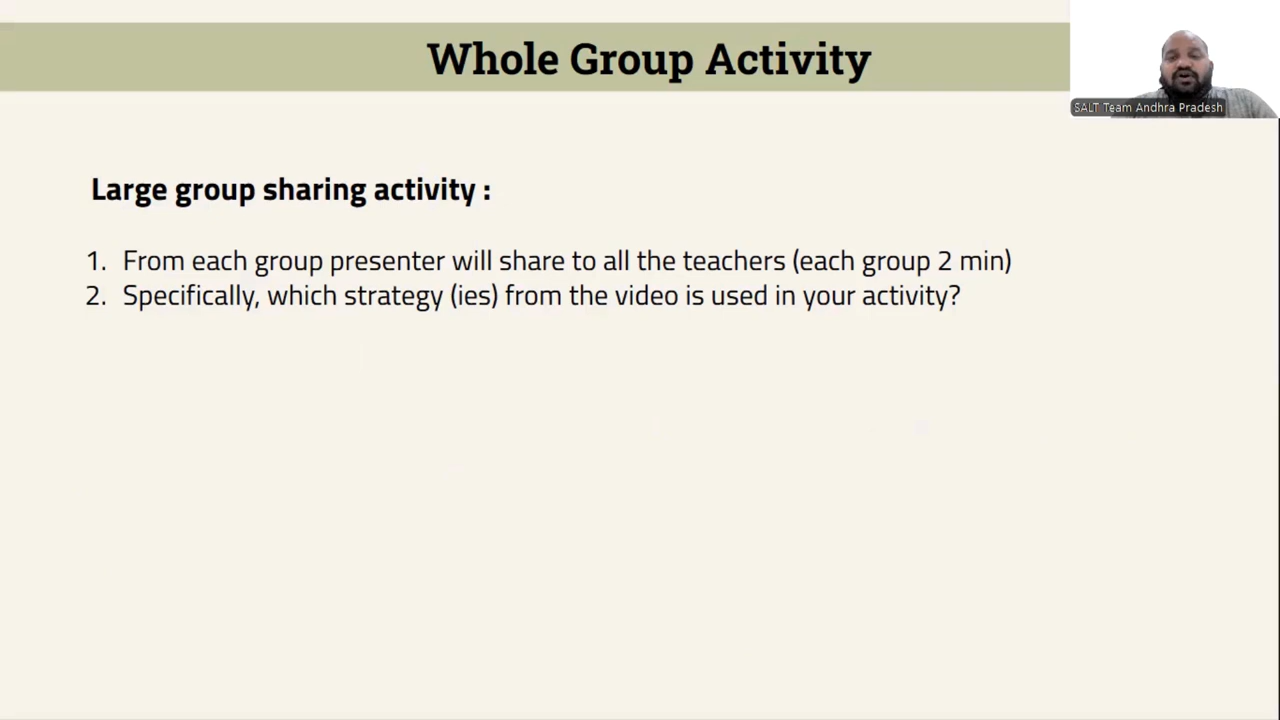 Whole Group Activity
SALT Team Andhra Pradesh
Large group sharing activity :
1. From each group presenter will share to all the teachers (each group 2 min)
2. Specifically, which strategy (ies) from the video is used in your activity?